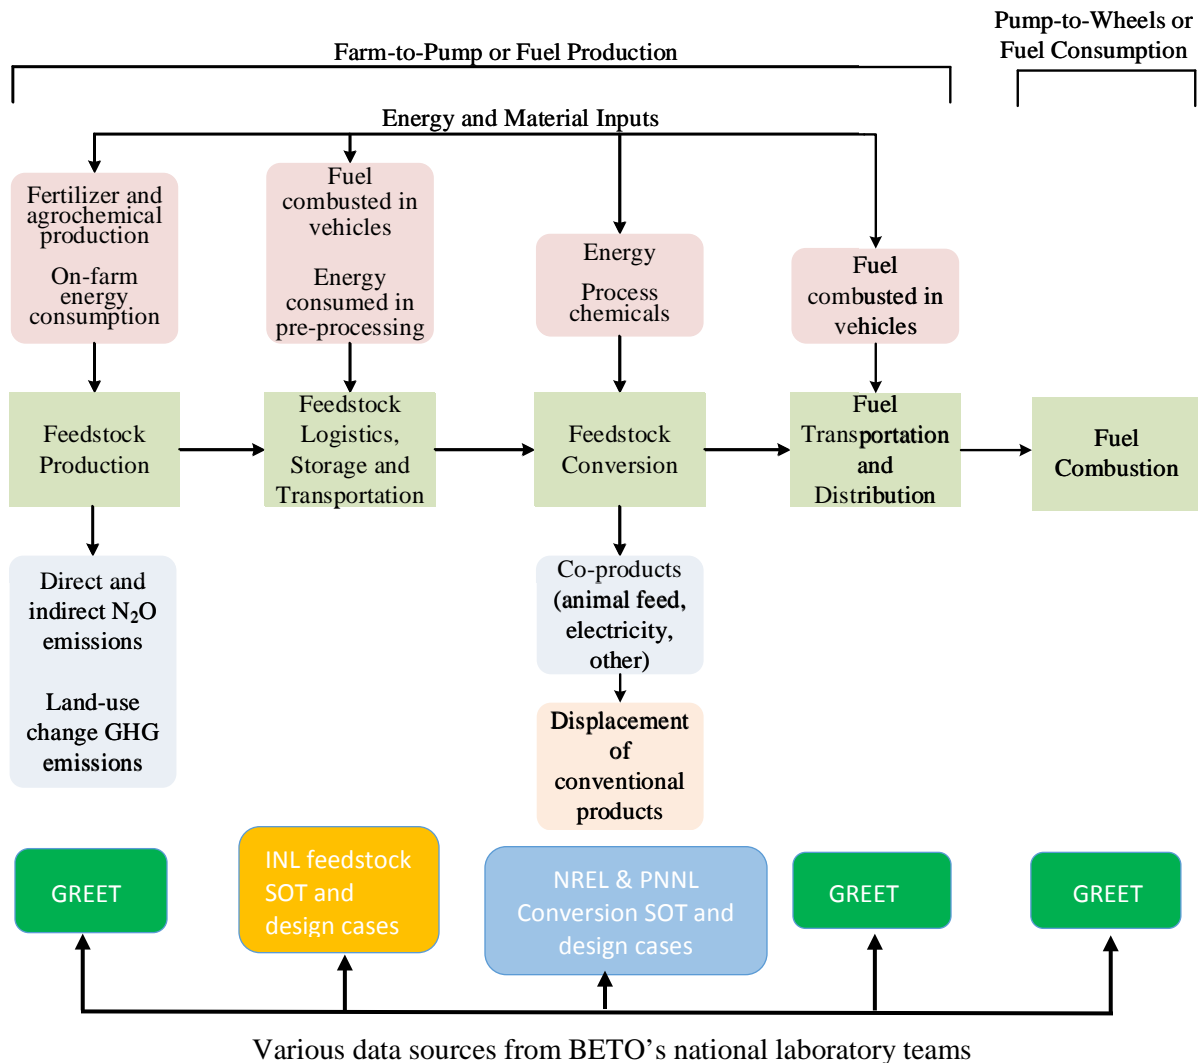 Pump-to-Wheels or
Fuel Consumption
Farm-to-Pump or Fuel Production
Energy and Material Inputs
Fertilizer and
agrochemical
production
On-farm
energy
consumption
Fuel
combusted in
vehicles
Energy
consumed in
pre-processing
Energy
Process
chemicals
Fuel
combusted in
vehicles
Feedstock
Production
Feedstock
Logistics,
Storage and
Transportation
Feedstock
Conversion
Fuel
Transportation
and
Distribution
Fuel
Combustion
Direct and
indirect N₂O
emissions
Land-use
change GHG
emissions
Co-products
(animal feed,
electricity,
other)
Displacement
of
conventional
products
GREET
INL feedstock
SOT and
design cases
NREL & PNNL
Conversion SOT and
design cases
GREET
GREET
Various data sources from BETO’s national laboratory teams